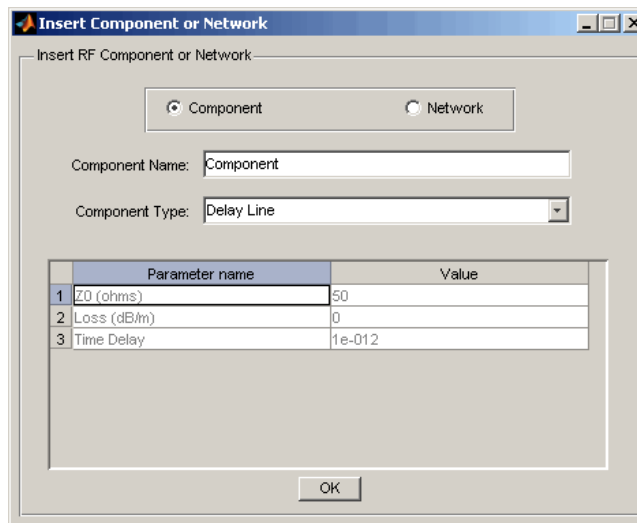 Insert Component or Network
Insert RF Component or Network
Component Network
Component Name: Component
Component Type: Delay Line
Parameter name Value
1 Z0 (ohms) 50
2 Loss (dB/m) 0
3 Time Delay 1e-012
OK